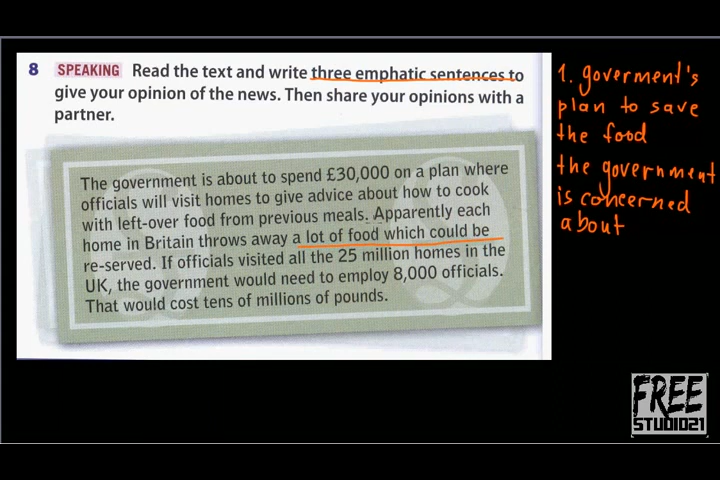 8 SPEAKING Read the text and write three emphatic sentences to
give your opinion of the news. Then share your opinions with a
partner.
The government is about to spend £30,000 on a plan where
officials will visit homes to give advice about how to cook
with left-over food from previous meals. Apparently each
home in Britain throws away a lot of food which could be
re-served. If officials visited all the 25 million homes in the
UK, the government would need to employ 8,000 officials.
That would cost tens of millions of pounds.
1. goverment's
plan to save
the food
the government
is concerned
about
FREE
STUDIO21